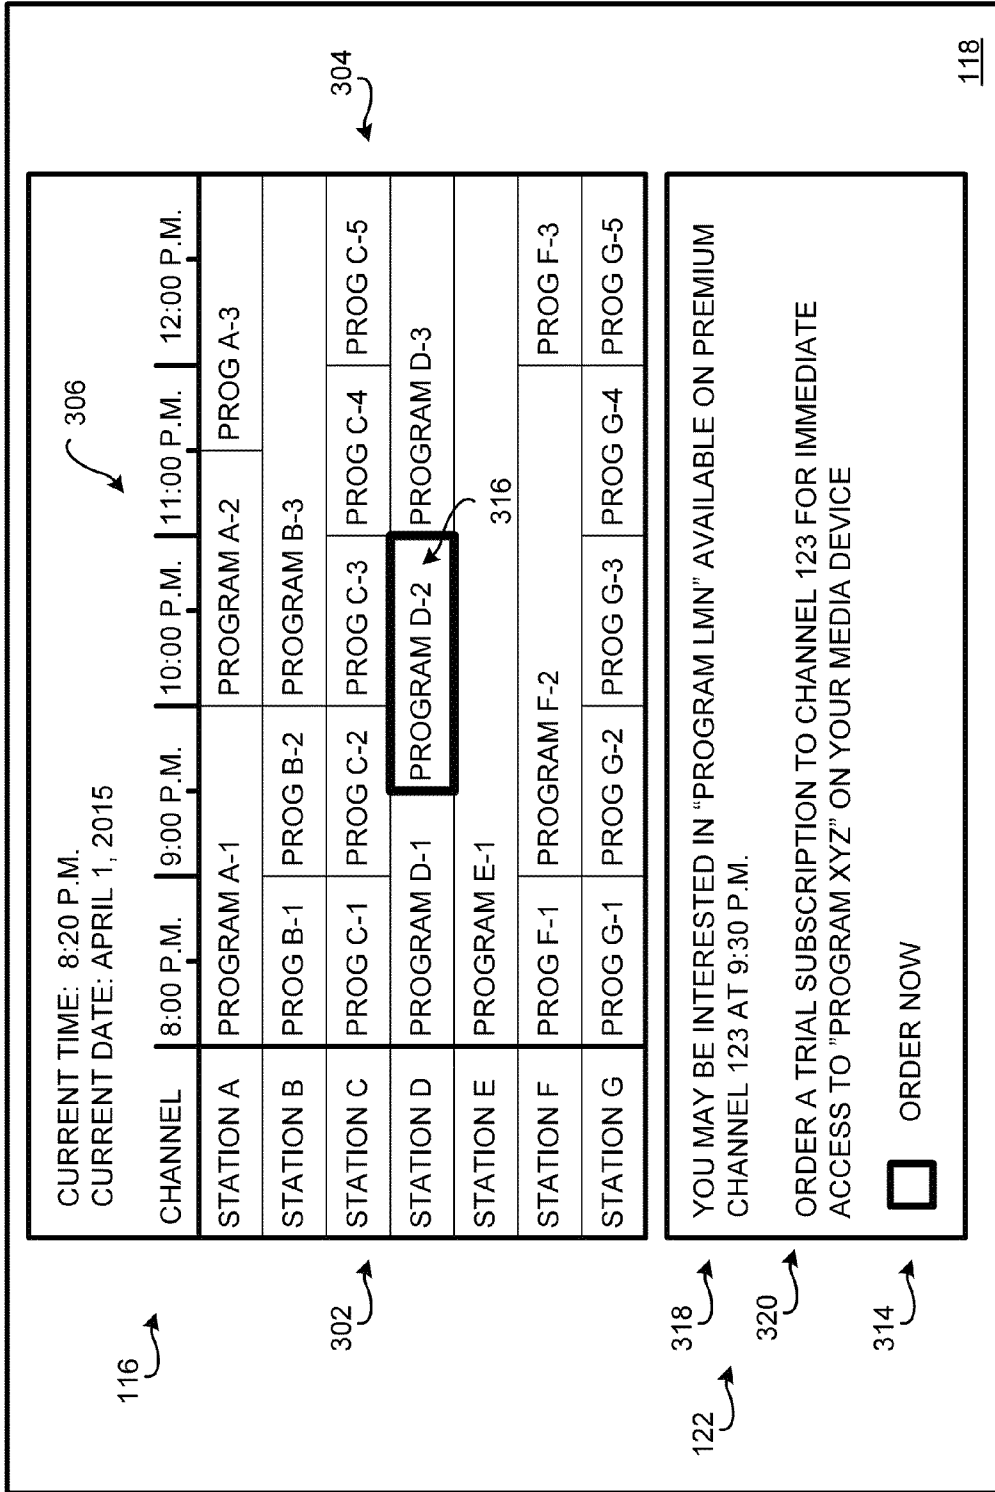 116
306
304
CURRENT TIME: 8:20 P.M.
CURRENT DATE: APRIL 1, 2015
CHANNEL 8:00 P.M. 9:00 P.M. 10:00 P.M. 11:00 P.M. 12:00 P.M.
STATION A PROGRAM A-1 PROGRAM A-2 PROG A-3
STATION B PROG B-1 PROG B-2 PROGRAM B-3
STATION C PROG C-1 PROG C-2 PROG C-3 PROG C-4 PROG C-5
STATION D PROGRAM D-1 PROGRAM D-2 PROGRAM D-3
STATION E PROGRAM E-1
STATION F PROG F-1 PROGRAM F-2 PROG F-3
STATION G PROG G-1 PROG G-2 PROG G-3 PROG G-4 PROG G-5
302
316
318
122
320
314
YOU MAY BE INTERESTED IN “PROGRAM LMN” AVAILABLE ON PREMIUM
CHANNEL 123 AT 9:30 P.M.
ORDER A TRIAL SUBSCRIPTION TO CHANNEL 123 FOR IMMEDIATE
ACCESS TO ”PROGRAM XYZ” ON YOUR MEDIA DEVICE
ORDER NOW
118